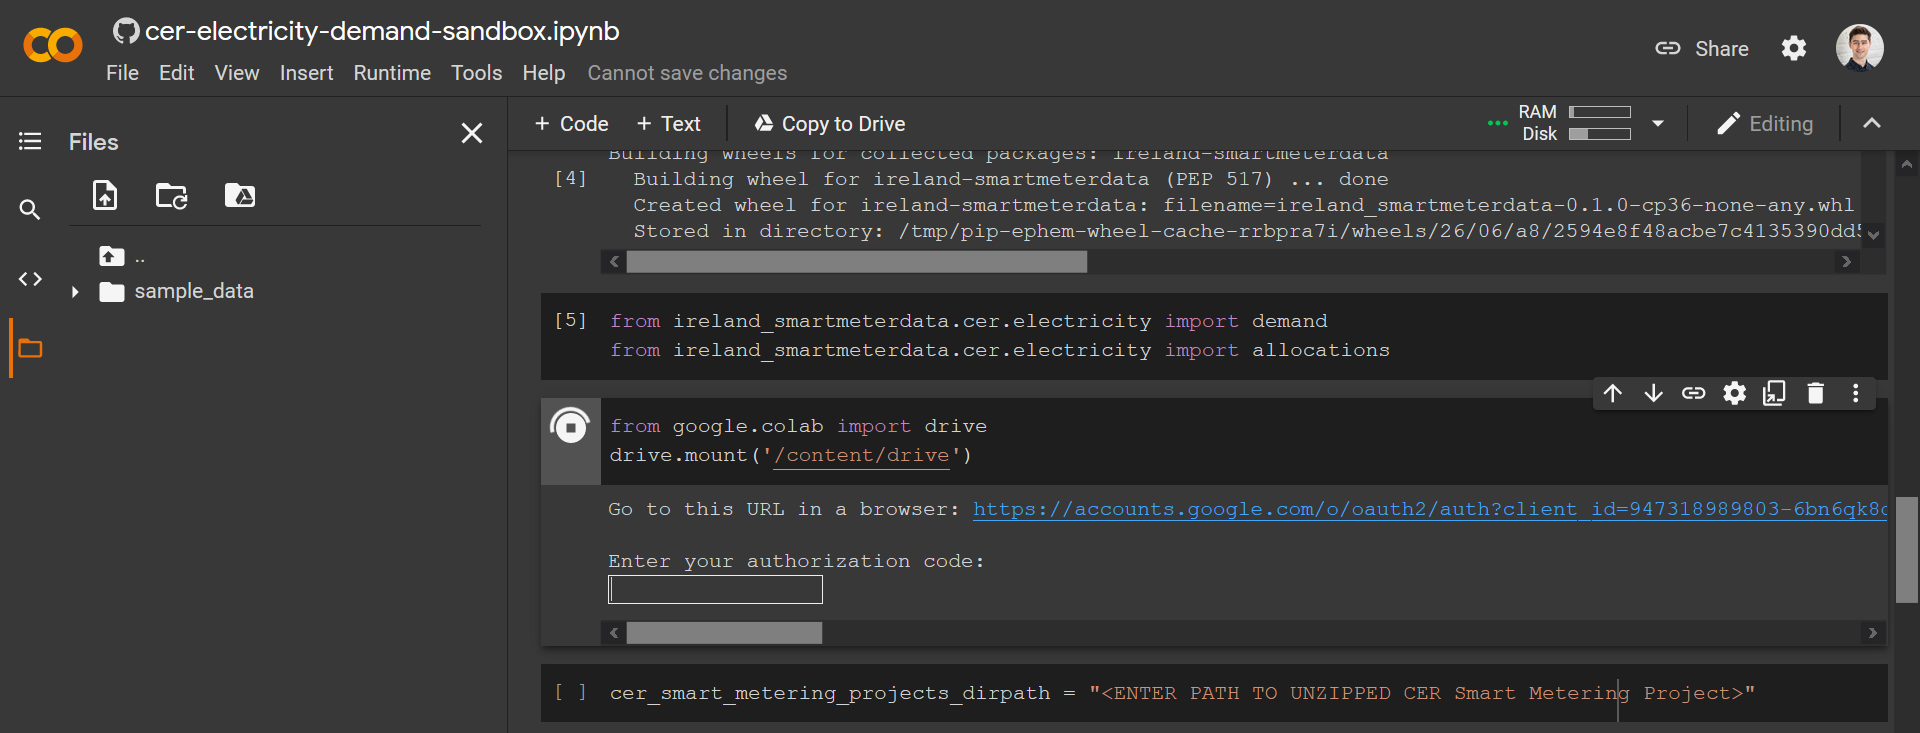 cer-electricity-demand-sandbox.ipynb
File Edit View Insert Runtime Tools Help Cannot save changes
Share
Files
+ Code + Text Copy to Drive
RAM
Disk
Editing
..
sample_data
Building wheels for collected packages: ireland-smartmeterdata
[4] Building wheel for ireland-smartmeterdata (PEP 517) ... done
Created wheel for ireland-smartmeterdata: filename=ireland_smartmeterdata-0.1.0-cp36-none-any.whl
Stored in directory: /tmp/pip-ephem-wheel-cache-rrbpra7i/wheels/26/06/a8/2594e8f48acbe7c4135390dd5
[5] from ireland_smartmeterdata.cer.electricity import demand
from ireland_smartmeterdata.cer.electricity import allocations
from google.colab import drive
drive.mount('/content/drive')
Go to this URL in a browser: https://accounts.google.com/o/oauth2/auth?client_id=947318989803-6bn6qk8
Enter your authorization code:
[ ] cer_smart_metering_projects_dirpath = "<ENTER PATH TO UNZIPPED CER Smart Metering Project>"